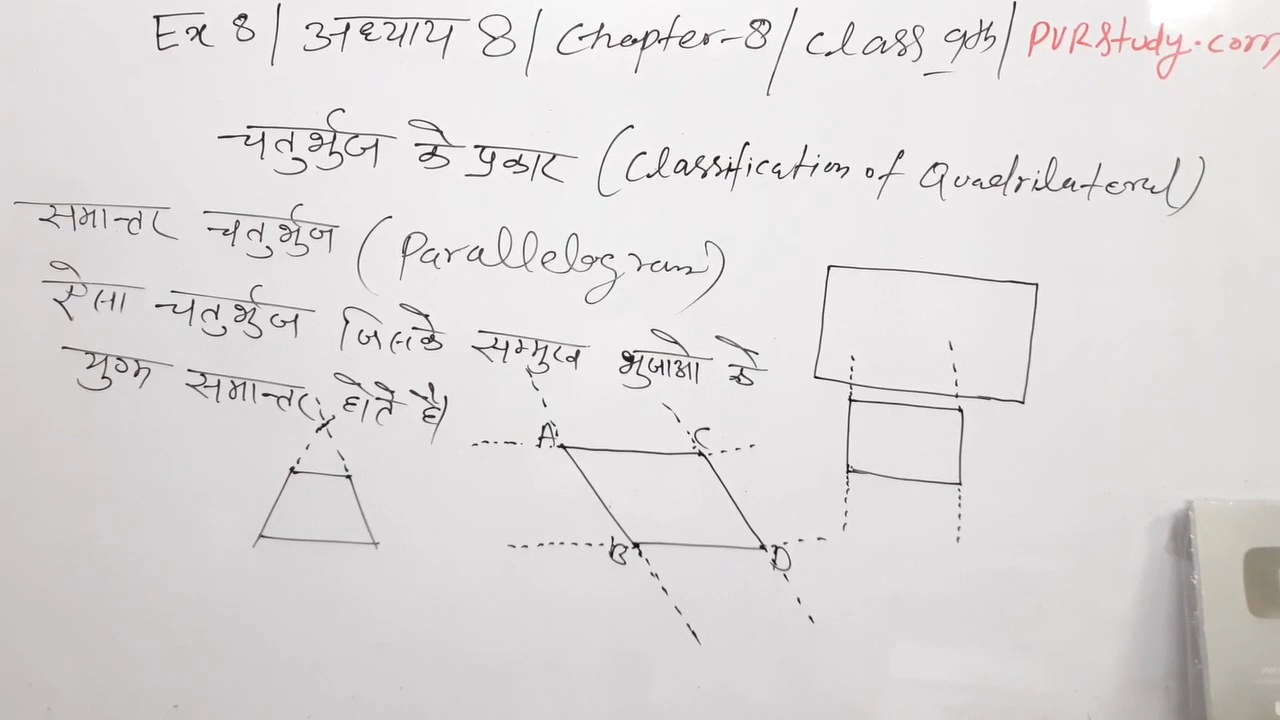 Ex 8 / अध्याय 8 / Chapter-8 / Class 9th / PVRStudy.com
चतुर्भुज के प्रकार (Classification of Quadrilateral)
समान्तर चतुर्भुज (Parallelogram)
ऐसा चतुर्भुज जिसके सम्मुख भुजाओ के
युग्म समान्तर होते है।
A C
B D